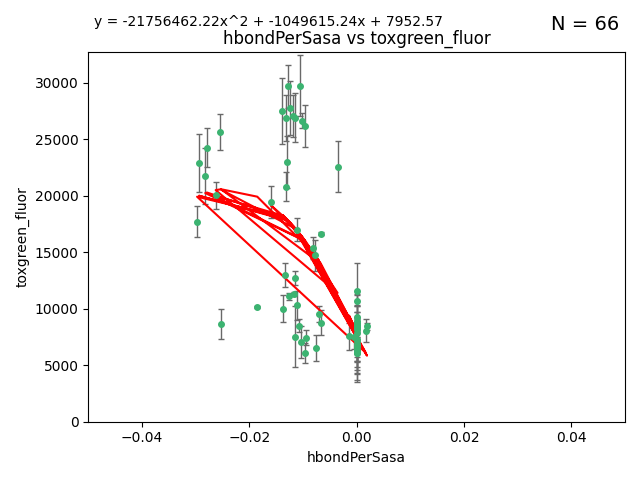 y = -21756462.22x^2 + -1049615.24x + 7952.57
N = 66
hbondPerSasa vs toxgreen_fluor
30000
25000
20000
15000
10000
5000
0
toxgreen_fluor
−0.04
−0.02
0.00
0.02
0.04
hbondPerSasa